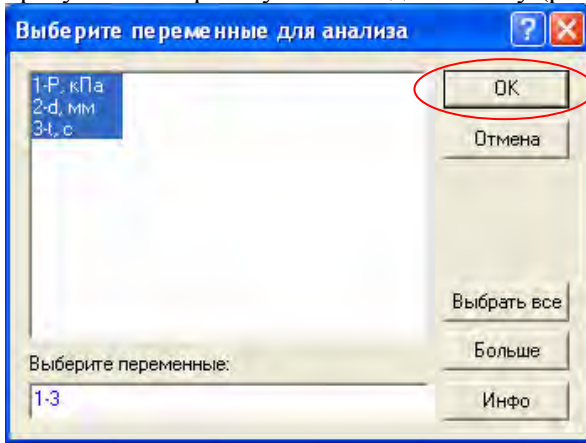 Выберите переменные для анализа
1-P, кПа
2-d, мм
3-t, с
OK
Отмена
Выбрать все
Больше
Выберите переменные:
1-3
Инфо